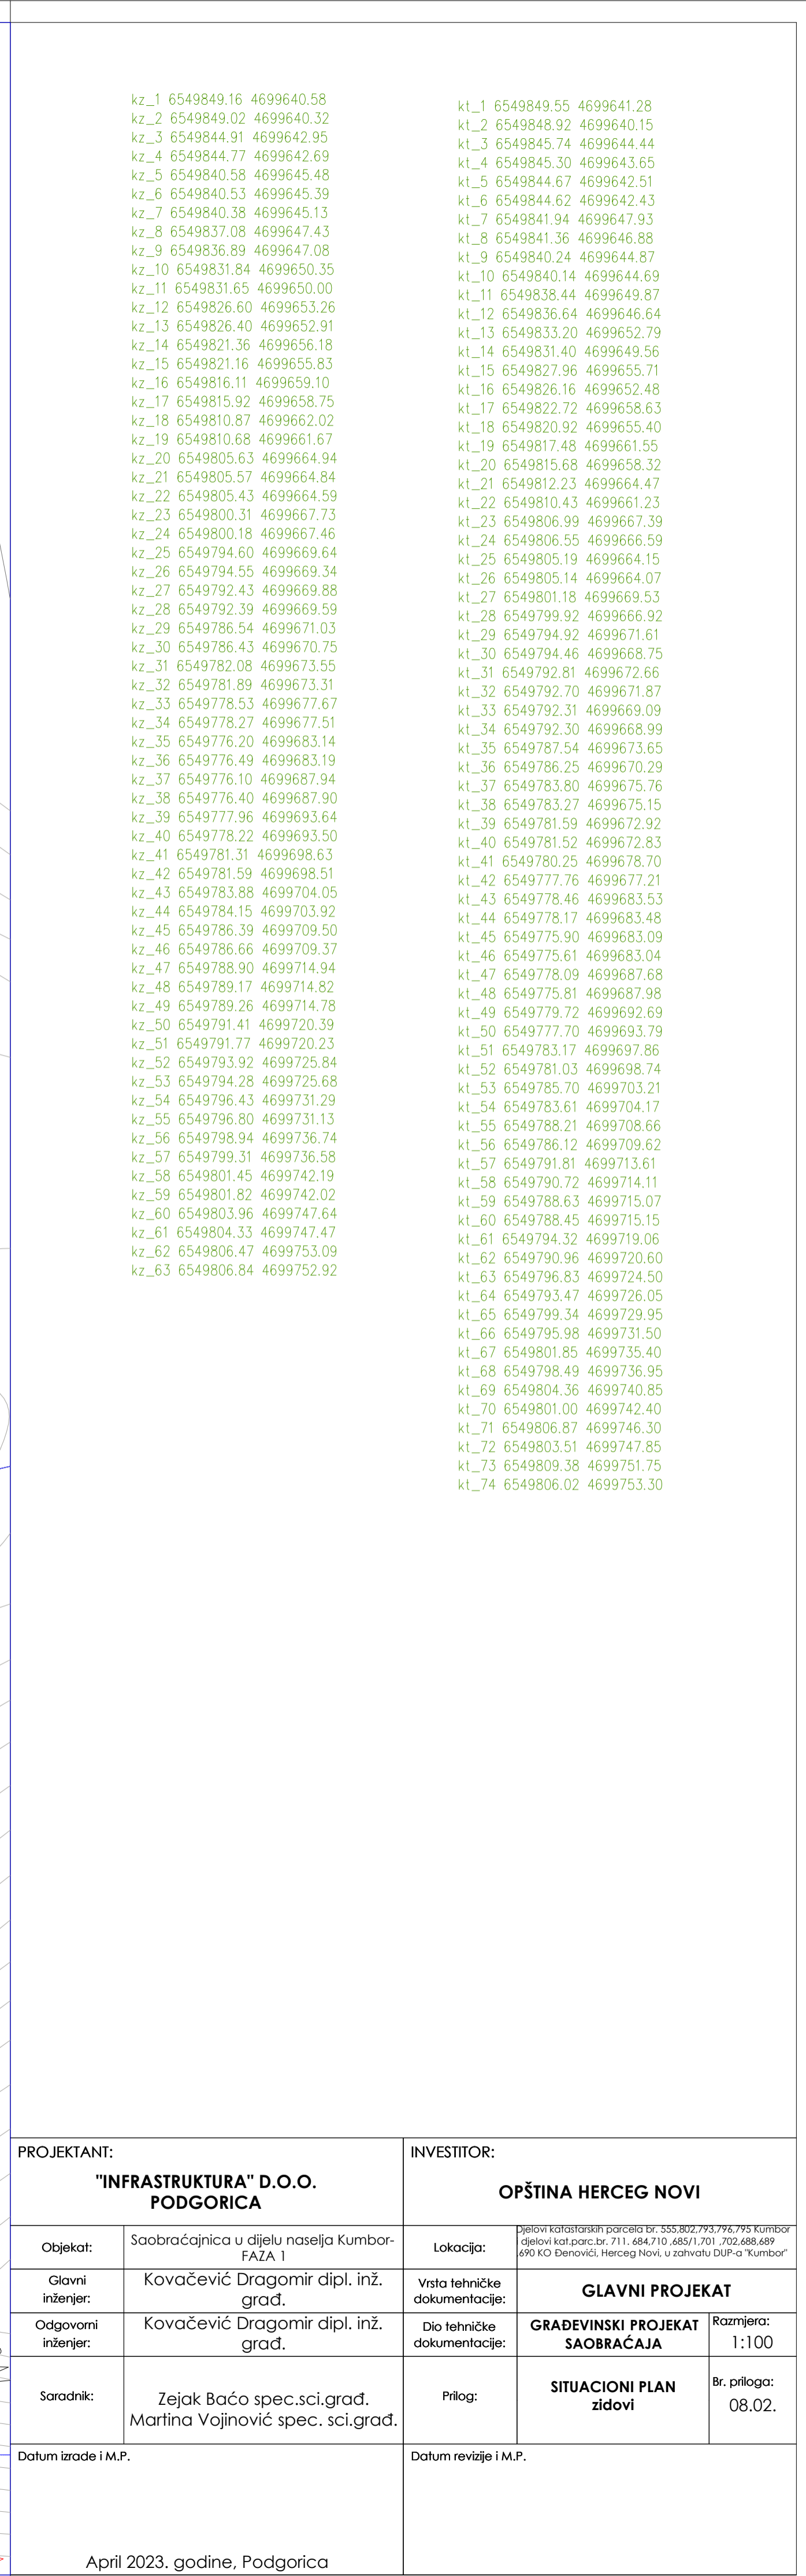 kz_1 6549849.16 4699640.58
kz_2 6549849.02 4699640.32
kz_3 6549844.91 4699642.95
kz_4 6549844.77 4699642.69
kz_5 6549840.58 4699645.48
kz_6 6549840.53 4699645.39
kz_7 6549840.38 4699645.13
kz_8 6549837.08 4699647.43
kz_9 6549836.89 4699647.08
kz_10 6549831.84 4699650.35
kz_11 6549831.65 4699650.00
kz_12 6549826.60 4699653.26
kz_13 6549826.40 4699652.91
kz_14 6549821.36 4699656.18
kz_15 6549821.16 4699655.83
kz_16 6549816.11 4699659.10
kz_17 6549815.92 4699658.75
kz_18 6549810.87 4699662.02
kz_19 6549810.68 4699661.67
kz_20 6549805.63 4699664.94
kz_21 6549805.57 4699664.84
kz_22 6549805.43 4699664.59
kz_23 6549800.31 4699667.73
kz_24 6549800.18 4699667.46
kz_25 6549794.60 4699669.64
kz_26 6549794.55 4699669.34
kz_27 6549792.43 4699669.88
kz_28 6549792.39 4699669.59
kz_29 6549786.54 4699671.03
kz_30 6549786.43 4699670.75
kz_31 6549782.08 4699673.55
kz_32 6549781.89 4699673.31
kz_33 6549778.53 4699677.67
kz_34 6549778.27 4699677.51
kz_35 6549776.20 4699683.14
kz_36 6549776.49 4699683.19
kz_37 6549776.10 4699687.94
kz_38 6549776.40 4699687.90
kz_39 6549777.96 4699693.64
kz_40 6549778.22 4699693.50
kz_41 6549781.31 4699698.63
kz_42 6549781.59 4699698.51
kz_43 6549783.88 4699704.05
kz_44 6549784.15 4699703.92
kz_45 6549786.39 4699709.50
kz_46 6549786.66 4699709.37
kz_47 6549788.90 4699714.94
kz_48 6549789.17 4699714.82
kz_49 6549789.26 4699714.78
kz_50 6549791.41 4699720.39
kz_51 6549791.77 4699720.23
kz_52 6549793.92 4699725.84
kz_53 6549794.28 4699725.68
kz_54 6549796.43 4699731.29
kz_55 6549796.80 4699731.13
kz_56 6549798.94 4699736.74
kz_57 6549799.31 4699736.58
kz_58 6549801.45 4699742.19
kz_59 6549801.82 4699742.02
kz_60 6549803.96 4699747.64
kz_61 6549804.33 4699747.47
kz_62 6549806.47 4699753.09
kz_63 6549806.84 4699752.92
kt_1 6549849.55 4699641.28
kt_2 6549848.92 4699640.15
kt_3 6549845.74 4699644.44
kt_4 6549845.30 4699643.65
kt_5 6549844.67 4699642.51
kt_6 6549844.62 4699642.43
kt_7 6549841.94 4699647.93
kt_8 6549841.36 4699646.88
kt_9 6549840.24 4699644.87
kt_10 6549840.14 4699644.69
kt_11 6549838.44 4699649.87
kt_12 6549836.64 4699646.64
kt_13 6549833.20 4699652.79
kt_14 6549831.40 4699649.56
kt_15 6549827.96 4699655.71
kt_16 6549826.16 4699652.48
kt_17 6549822.72 4699658.63
kt_18 6549820.92 4699655.40
kt_19 6549817.48 4699661.55
kt_20 6549815.68 4699658.32
kt_21 6549812.23 4699664.47
kt_22 6549810.43 4699661.23
kt_23 6549806.99 4699667.39
kt_24 6549806.55 4699666.59
kt_25 6549805.19 4699664.15
kt_26 6549805.14 4699664.07
kt_27 6549801.18 4699669.53
kt_28 6549799.92 4699666.92
kt_29 6549794.92 4699671.61
kt_30 6549794.46 4699668.75
kt_31 6549792.81 4699672.66
kt_32 6549792.70 4699671.87
kt_33 6549792.31 4699669.09
kt_34 6549792.30 4699668.99
kt_35 6549787.54 4699673.65
kt_36 6549786.25 4699670.29
kt_37 6549783.80 4699675.76
kt_38 6549783.27 4699675.15
kt_39 6549781.59 4699672.92
kt_40 6549781.52 4699672.83
kt_41 6549780.25 4699678.70
kt_42 6549777.76 4699677.21
kt_43 6549778.46 4699683.53
kt_44 6549778.17 4699683.48
kt_45 6549775.90 4699683.09
kt_46 6549775.61 4699683.04
kt_47 6549778.09 4699687.68
kt_48 6549775.81 4699687.98
kt_49 6549779.72 4699692.69
kt_50 6549777.70 4699693.79
kt_51 6549783.17 4699697.86
kt_52 6549781.03 4699698.74
kt_53 6549785.70 4699703.21
kt_54 6549783.61 4699704.17
kt_55 6549788.21 4699708.66
kt_56 6549786.12 4699709.62
kt_57 6549791.81 4699713.61
kt_58 6549790.72 4699714.11
kt_59 6549788.63 4699715.07
kt_60 6549788.45 4699715.15
kt_61 6549794.32 4699719.06
kt_62 6549790.96 4699720.60
kt_63 6549796.83 4699724.50
kt_64 6549793.47 4699726.05
kt_65 6549799.34 4699729.95
kt_66 6549795.98 4699731.50
kt_67 6549801.85 4699735.40
kt_68 6549798.49 4699736.95
kt_69 6549804.36 4699740.85
kt_70 6549801.00 4699742.40
kt_71 6549806.87 4699746.30
kt_72 6549803.51 4699747.85
kt_73 6549809.38 4699751.75
kt_74 6549806.02 4699753.30
PROJEKTANT:
"INFRASTRUKTURA" D.O.O.
PODGORICA
INVESTITOR:
OPŠTINA HERCEG NOVI
Objekat:
Saobraćajnica u dijelu naselja Kumbor-
FAZA 1
Lokacija:
Djelovi katastarskih parcela br. 555,802,793,796,795 Kumbor
i djelovi kat.parc.br. 711. 684,710 ,685/1,701 ,702,688,689
,690 KO Đenovići, Herceg Novi, u zahvatu DUP-a "Kumbor"
Glavni
inženjer:
Kovačević Dragomir dipl. inž.
građ.
Vrsta tehničke
dokumentacije:
GLAVNI PROJEKAT
Odgovorni
inženjer:
Kovačević Dragomir dipl. inž.
građ.
Dio tehničke
dokumentacije:
GRAĐEVINSKI PROJEKAT
SAOBRAĆAJA
Razmjera:
1:100
Saradnik:
Zejak Baćo spec.sci.građ.
Martina Vojinović spec. sci.građ.
Prilog:
SITUACIONI PLAN
zidovi
Br. priloga:
08.02.
Datum izrade i M.P.
April 2023. godine, Podgorica
Datum revizije i M.P.